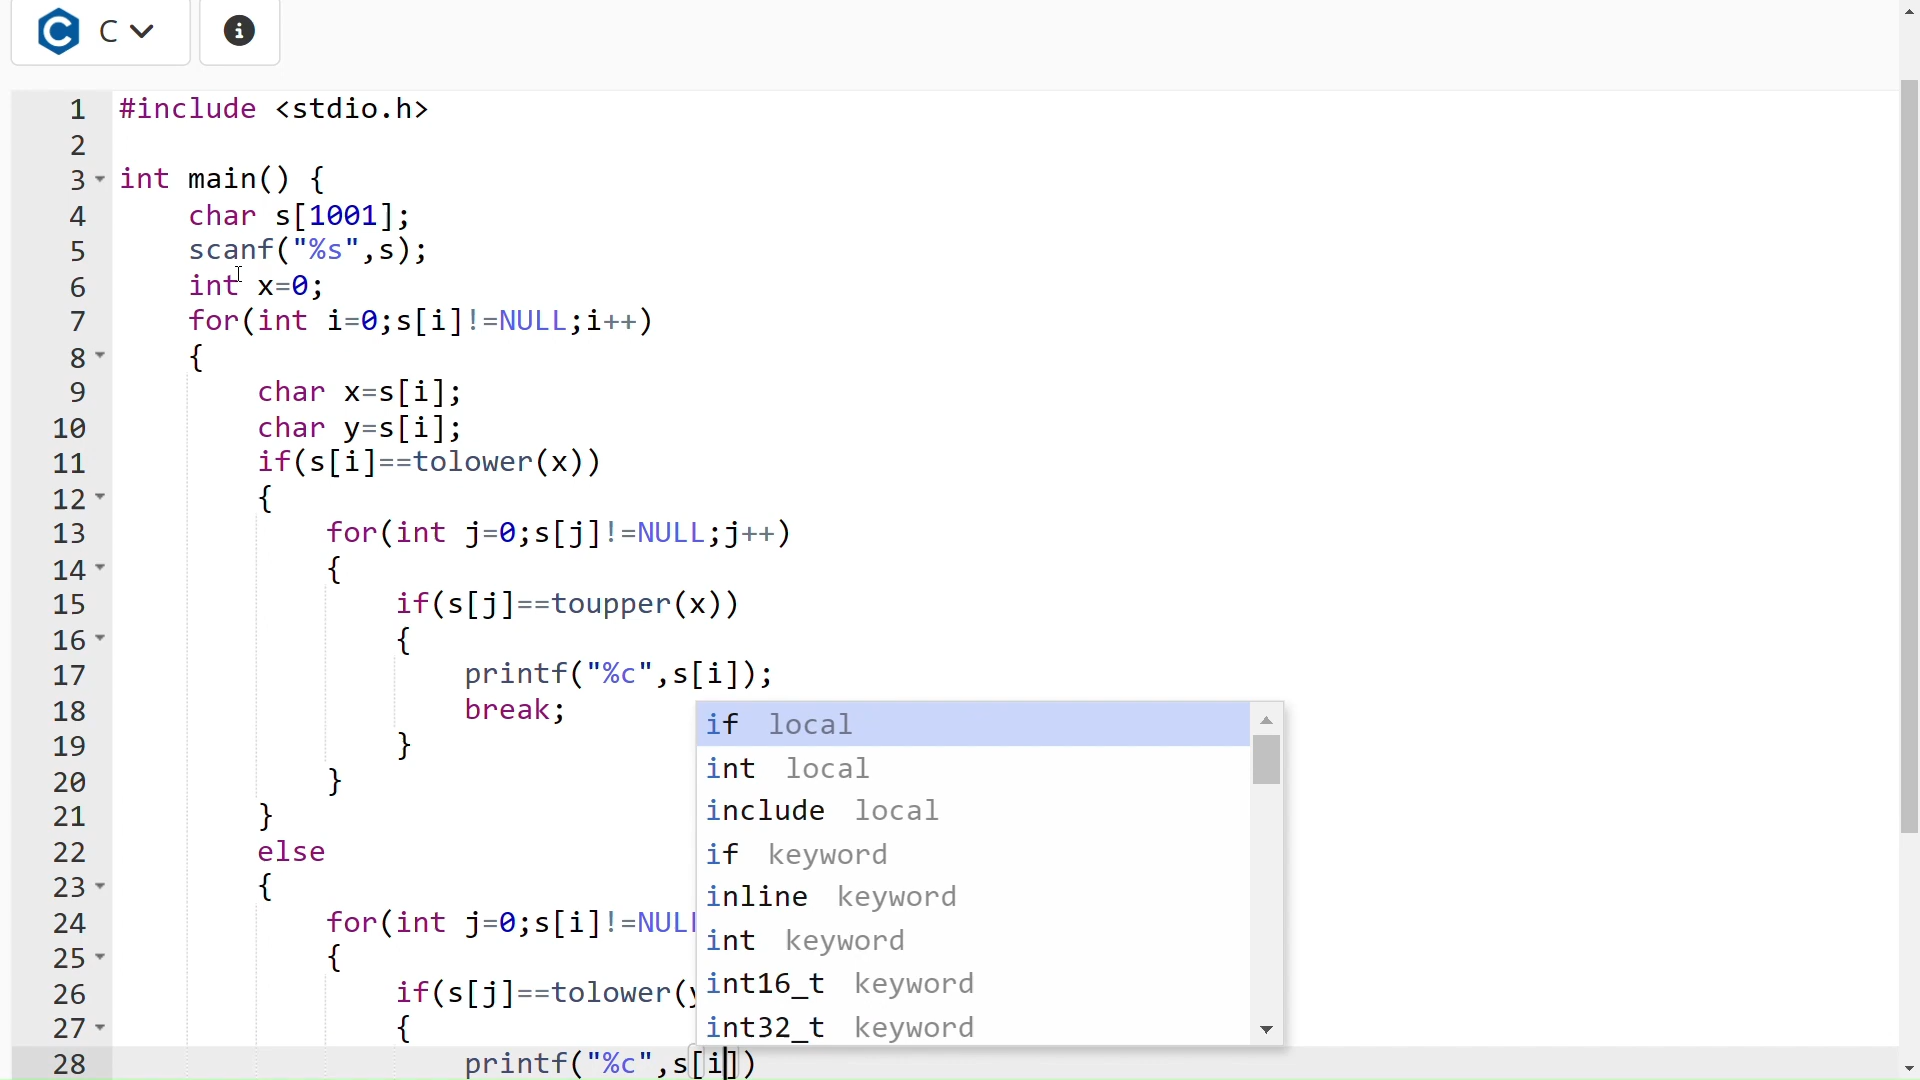 C
1 #include <stdio.h>
2
3 int main() {
4 char s[1001];
5 scanf("%s",s);
6 int x=0;
7 for(int i=0;s[i]!=NULL;i++)
8 {
9 char x=s[i];
10 char y=s[i];
11 if(s[i]==tolower(x))
12 {
13 for(int j=0;s[j]!=NULL;j++)
14 {
15 if(s[j]==toupper(x))
16 {
17 printf("%c",s[i]);
18 break;
19 }
20 }
21 }
22 else
23 {
24 for(int j=0;s[i]!=NULL
25 {
26 if(s[j]==tolower(y
27 {
28 printf("%c",s[i])
if local
int local
include local
if keyword
inline keyword
int keyword
int16_t keyword
int32_t keyword